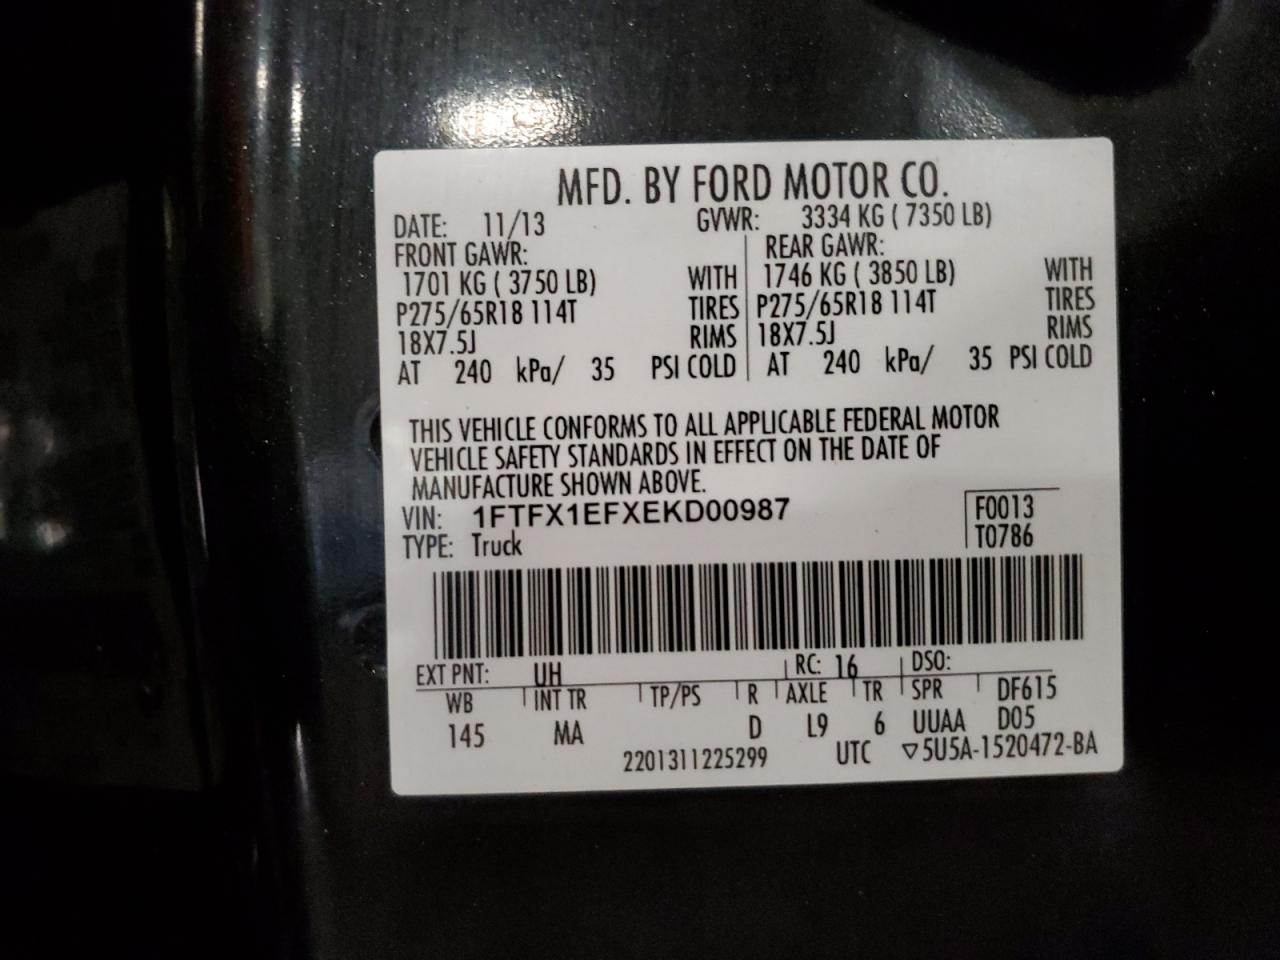 MFD. BY FORD MOTOR CO.
DATE: 11/13 GVWR: 3334 KG ( 7350 LB)
FRONT GAWR: REAR GAWR:
1701 KG ( 3750 LB) WITH 1746 KG ( 3850 LB) WITH
P275/65R18 114T TIRES P275/65R18 114T TIRES
18X7.5J RIMS 18X7.5J RIMS
AT 240 kPa/ 35 PSI COLD AT 240 kPa/ 35 PSI COLD
THIS VEHICLE CONFORMS TO ALL APPLICABLE FEDERAL MOTOR
VEHICLE SAFETY STANDARDS IN EFFECT ON THE DATE OF
MANUFACTURE SHOWN ABOVE.
VIN: 1FTFX1EFXEKD00987 F0013
TYPE: Truck T0786
EXT PNT: UH RC: 16 DSO:
WB INT TR TP/PS R AXLE TR SPR DF615
145 MA D L9 6 UUAA D05
2201311225299 UTC ▽5U5A-1520472-BA